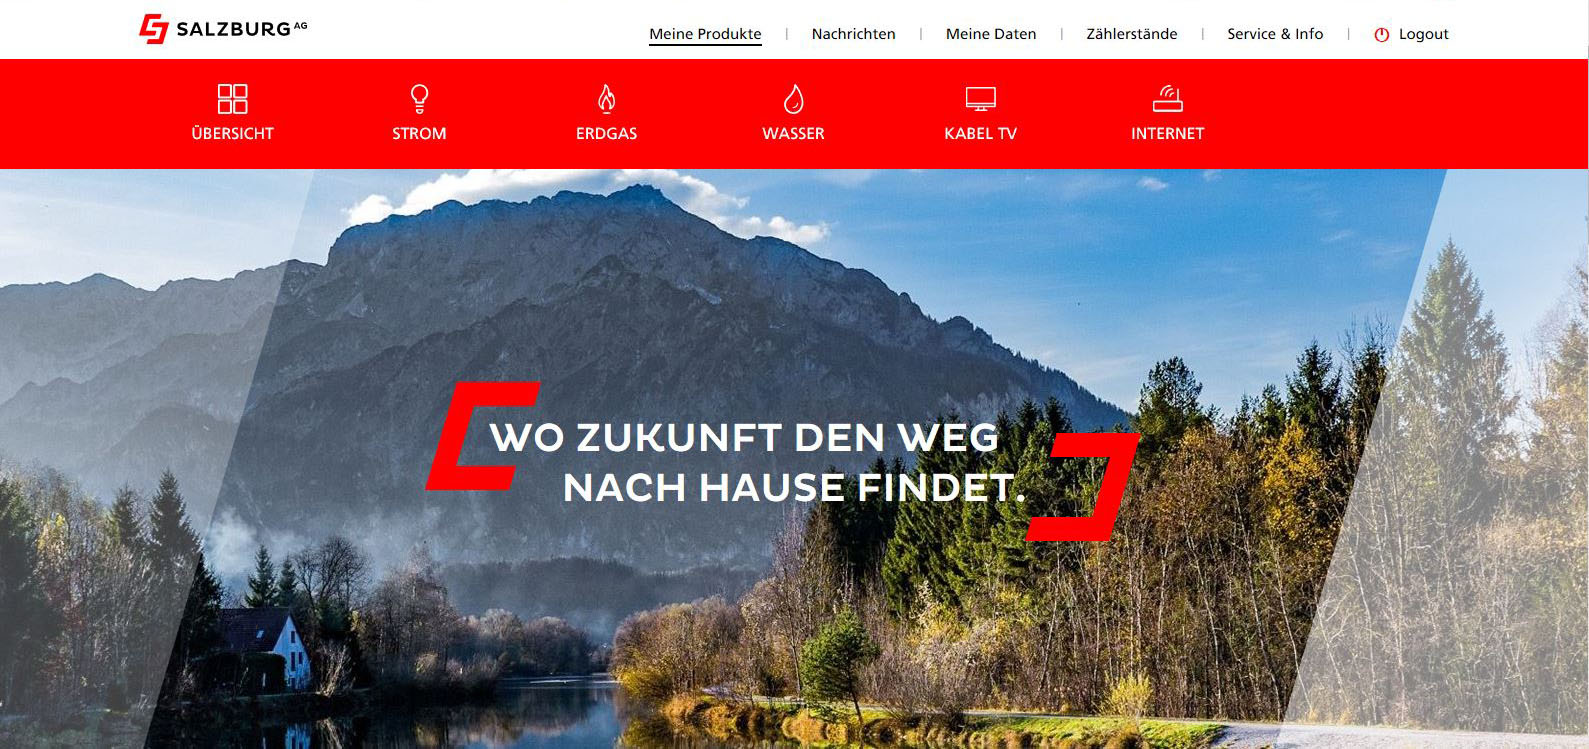 SALZBURG AG
Meine Produkte | Nachrichten | Meine Daten | Zählerstände | Service & Info | Logout
ÜBERSICHT STROM ERDGAS WASSER KABEL TV INTERNET
WO ZUKUNFT DEN WEG
NACH HAUSE FINDET.